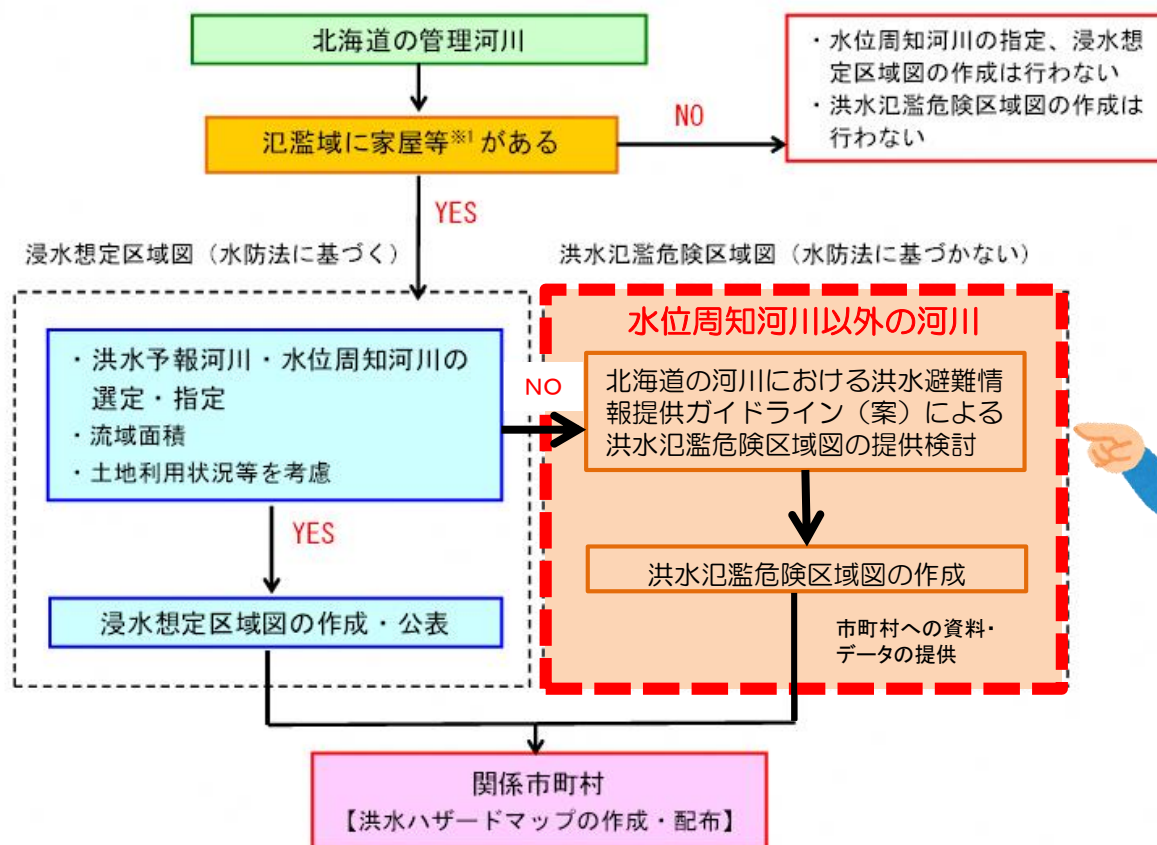 北海道の管理河川
・水位周知河川の指定、浸水想
定区域図の作成は行わない
・洪水氾濫危険区域図の作成は
行わない
氾濫域に家屋等※1 がある
NO
YES
浸水想定区域図（水防法に基づく）
洪水氾濫危険区域図（水防法に基づかない）
・洪水予報河川・水位周知河川の
選定・指定
・流域面積
・土地利用状況等を考慮
NO
水位周知河川以外の河川
北海道の河川における洪水避難情
報提供ガイドライン（案）による
洪水氾濫危険区域図の提供検討
YES
浸水想定区域図の作成・公表
洪水氾濫危険区域図の作成
市町村への資料・
データの提供
関係市町村
【洪水ハザードマップの作成・配布】